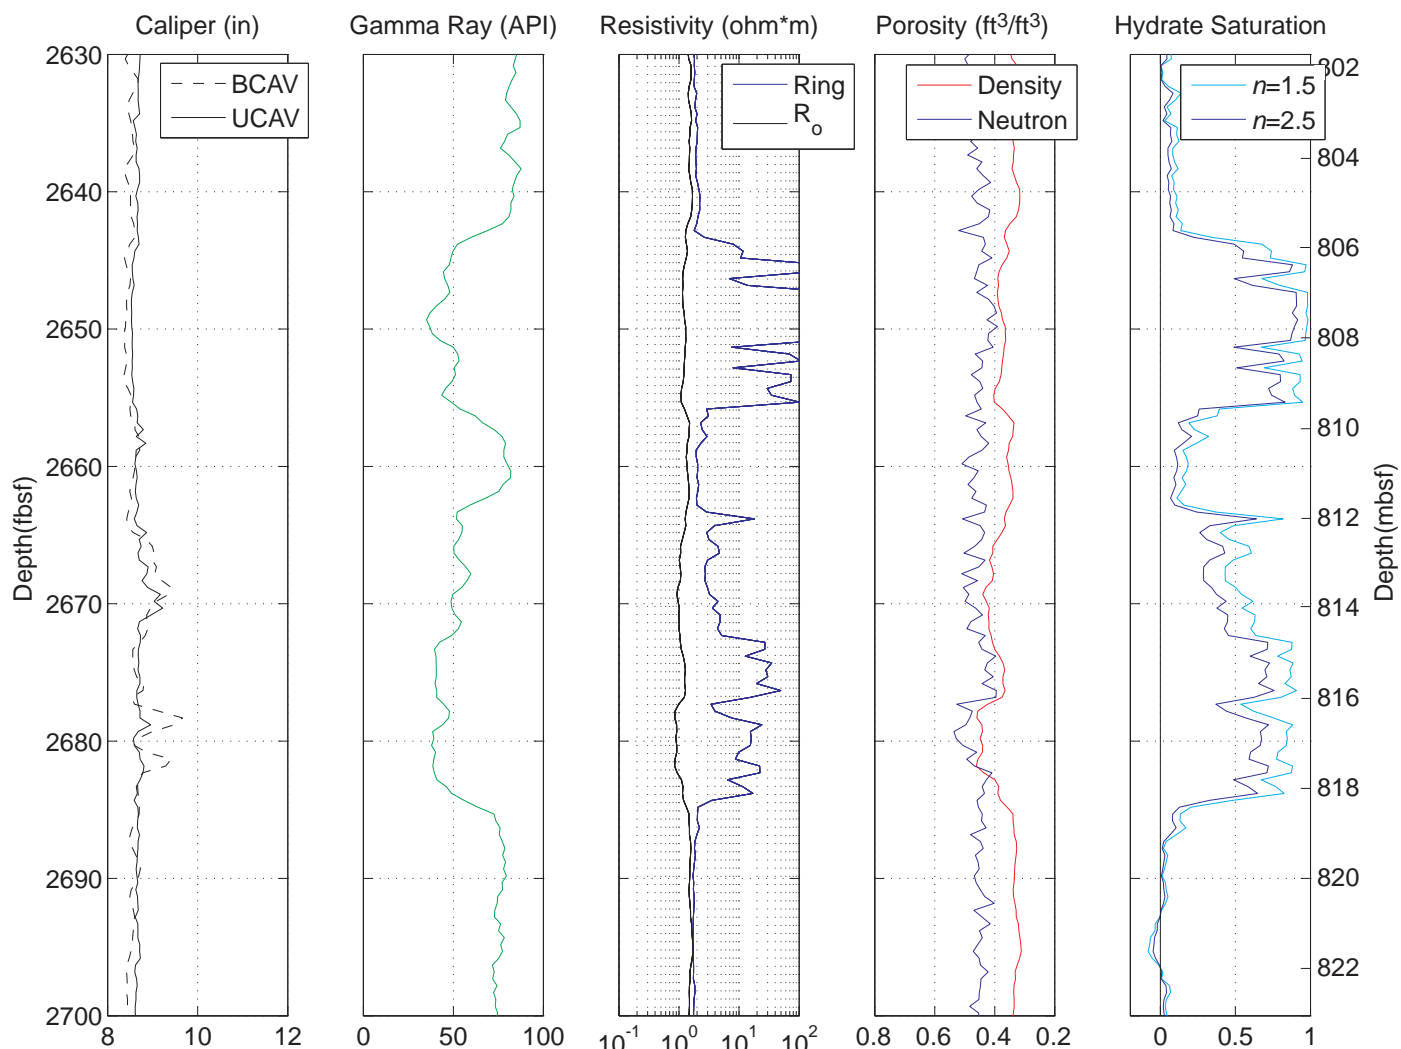 Caliper (in)
Gamma Ray (API)
Resistivity (ohm*m)
Porosity (ft³/ft³)
Hydrate Saturation
BCAV
UCAV
Ring
Rₒ
Density
Neutron
n=1.5
n=2.5
Depth(fbsf)
2630
2640
2650
2660
2670
2680
2690
2700
802
804
806
808
810
812
814
816
818
820
822
Depth(mbsf)
8 10 12
0 50 100
10⁻¹ 10⁰ 10¹ 10²
0.8 0.6 0.4 0.2
0 0.5 1